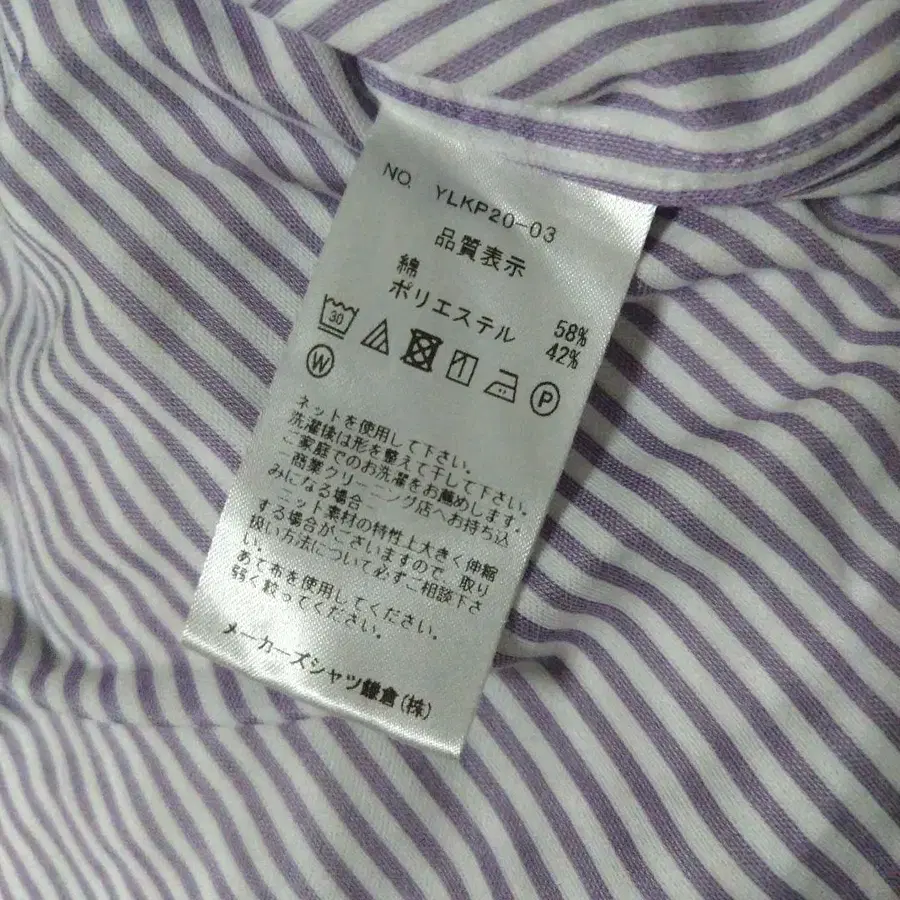 NO. YLKP20-03
品質表示
綿 58%
ポリエステル 42%
30
W P
ネットを使用して下さい。
洗濯後は形を整えて干して下さい。
ご家庭でのお洗濯をお薦めします。
－商業クリーニング店へお持ち込
みになる場合－
ニット素材の特性上大きく伸縮
する場合がございますので、取り
扱い方法について必ずご相談下さ
い。
あて布を使用してください。
弱く絞ってください。
メーカーズシャツ鎌倉(株)